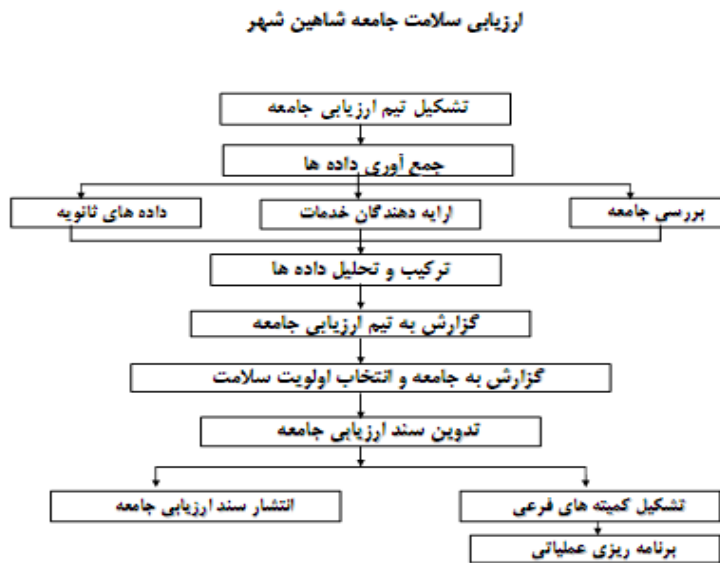 ارزیابی سلامت جامعه شاهین شهر
تشکیل تیم ارزیابی جامعه
جمع آوری داده ها
بررسی جامعه
ارایه دهندگان خدمات
داده های ثانویه
ترکیب و تحلیل داده ها
گزارش به تیم ارزیابی جامعه
گزارش به جامعه و انتخاب اولویت سلامت
تدوین سند ارزیابی جامعه
تشکیل کمیته های فرعی
انتشار سند ارزیابی جامعه
برنامه ریزی عملیاتی